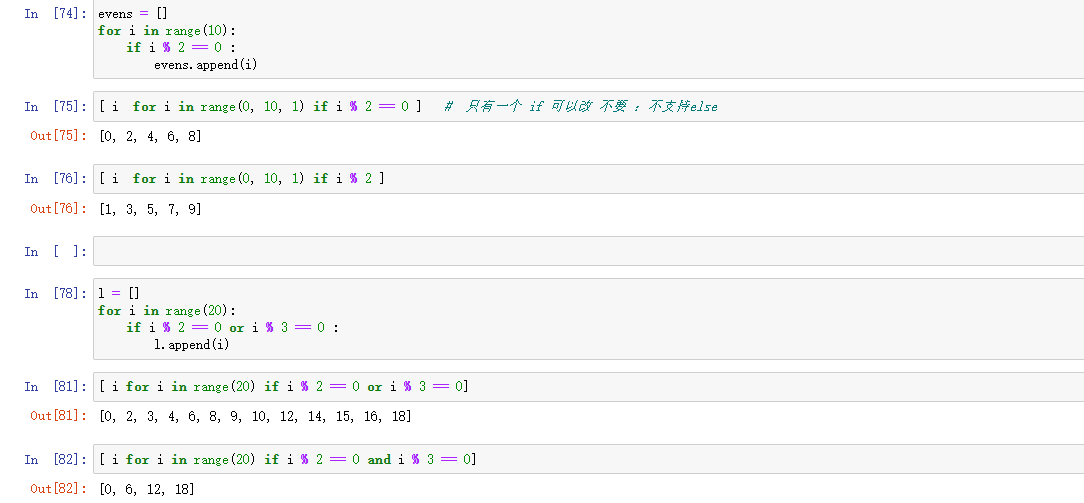 In [74]: evens = []
for i in range(10):
    if i % 2 == 0 :
        evens.append(i)
In [75]: [ i  for i in range(0, 10, 1) if i % 2 == 0 ]   #  只有一个 if 可以改 不要 : 不支持else
Out[75]: [0, 2, 4, 6, 8]
In [76]: [ i  for i in range(0, 10, 1) if i % 2 ]
Out[76]: [1, 3, 5, 7, 9]
In [ ]:
In [78]: l = []
for i in range(20):
    if i % 2 == 0 or i % 3 == 0 :
        l.append(i)
In [81]: [ i for i in range(20) if i % 2 == 0 or i % 3 == 0]
Out[81]: [0, 2, 3, 4, 6, 8, 9, 10, 12, 14, 15, 16, 18]
In [82]: [ i for i in range(20) if i % 2 == 0 and i % 3 == 0]
Out[82]: [0, 6, 12, 18]